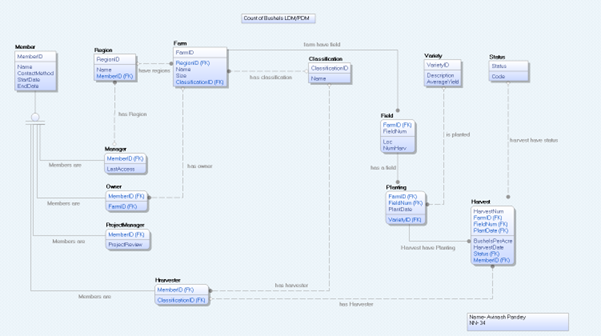 Count of Bushels LDM/PDM
Member
MemberID
Name
ContactMethod
StartDate
EndDate
Region
RegionID
Name
MemberID (FK)
have regions
has Region
Farm
FarmID
RegionID (FK)
Name
Size
ClassificationID (FK)
farm have field
has classification
has owner
Classification
ClassificationID
Name
Variety
VarietyID
Description
AverageYield
is planted
Status
Status
Code
harvest have status
Field
FarmID (FK)
FieldNum
Loc
NumHarv
has a field
Manager
MemberID (FK)
LastAccess
Members are
Owner
MemberID (FK)
FarmID (FK)
Members are
ProjectManager
MemberID (FK)
ProjectReview
Members are
Planting
FarmID (FK)
FieldNum (FK)
PlantDate
VarietyID (FK)
Harvest have Planting
Harvest
HarvestNum
FarmID (FK)
FieldNum (FK)
PlantDate (FK)
BushelsPerAcre
HarvestDate
Status (FK)
MemberID (FK)
Hrarvester
MemberID (FK)
ClassificationID (FK)
Members are
has harvester
has Harvester
Name- Avinash Pandey
NN- 34